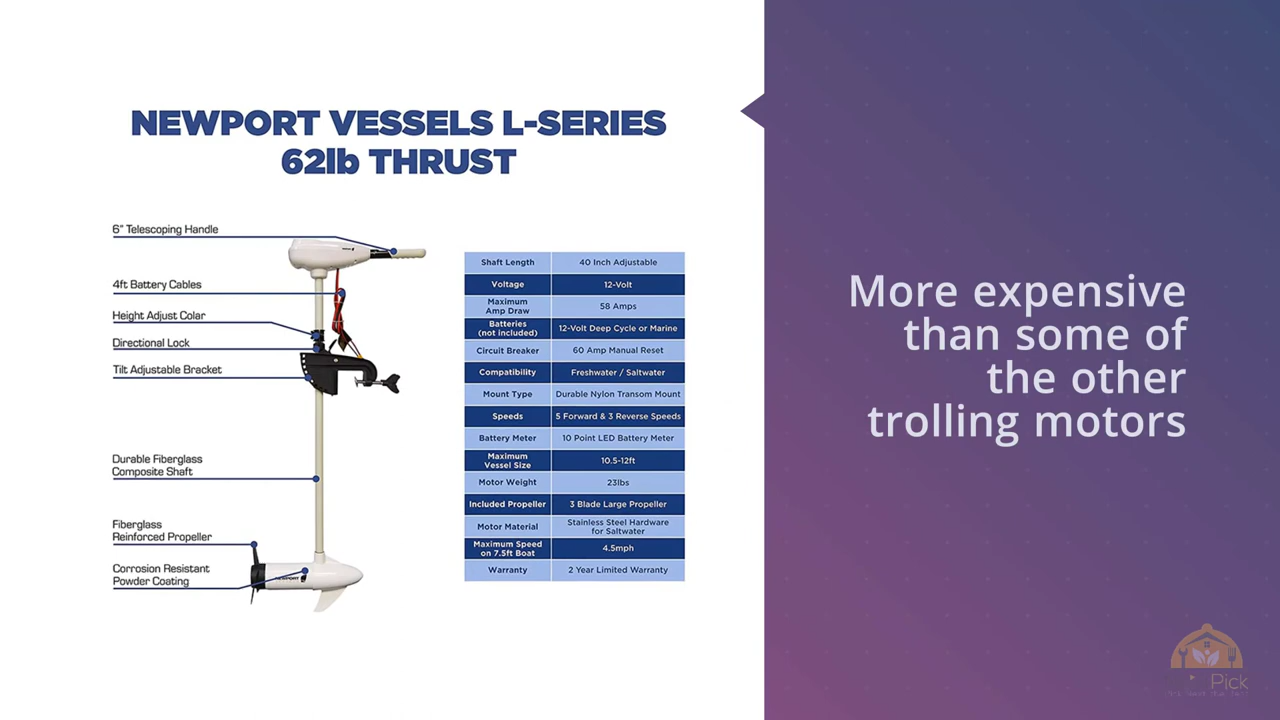 NEWPORT VESSELS L-SERIES
62lb THRUST
6" Telescoping Handle
4ft Battery Cables
Height Adjust Colar
Directional Lock
Tilt Adjustable Bracket
Durable Fiberglass
Composite Shaft
Fiberglass
Reinforced Propeller
Corrosion Resistant
Powder Coating
NEWPORT
Shaft Length 40 Inch Adjustable
Voltage 12-Volt
Maximum
Amp Draw 58 Amps
Batteries
(not included) 12-Volt Deep Cycle or Marine
Circuit Breaker 60 Amp Manual Reset
Compatibility Freshwater / Saltwater
Mount Type Durable Nylon Transom Mount
Speeds 5 Forward & 3 Reverse Speeds
Battery Meter 10 Point LED Battery Meter
Maximum
Vessel Size 10.5-12ft
Motor Weight 23lbs
Included Propeller 3 Blade Large Propeller
Motor Material Stainless Steel Hardware
for Saltwater
Maximum Speed
on 7.5ft Boat 4.5mph
Warranty 2 Year Limited Warranty
More expensive
than some of
the other
trolling motors
Pick